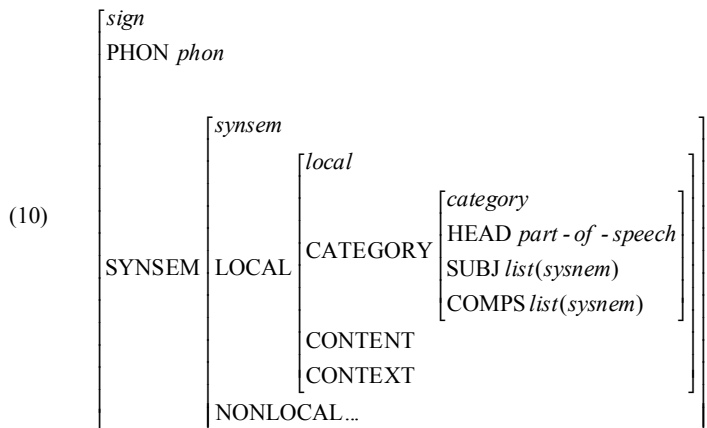 sign
PHON phon
synsem
local
category
(10)
HEAD part - of - speech
CATEGORY
SYNSEM LOCAL
SUBJ list(sysnem)
COMPS list(sysnem)
CONTENT
CONTEXT
NONLOCAL...